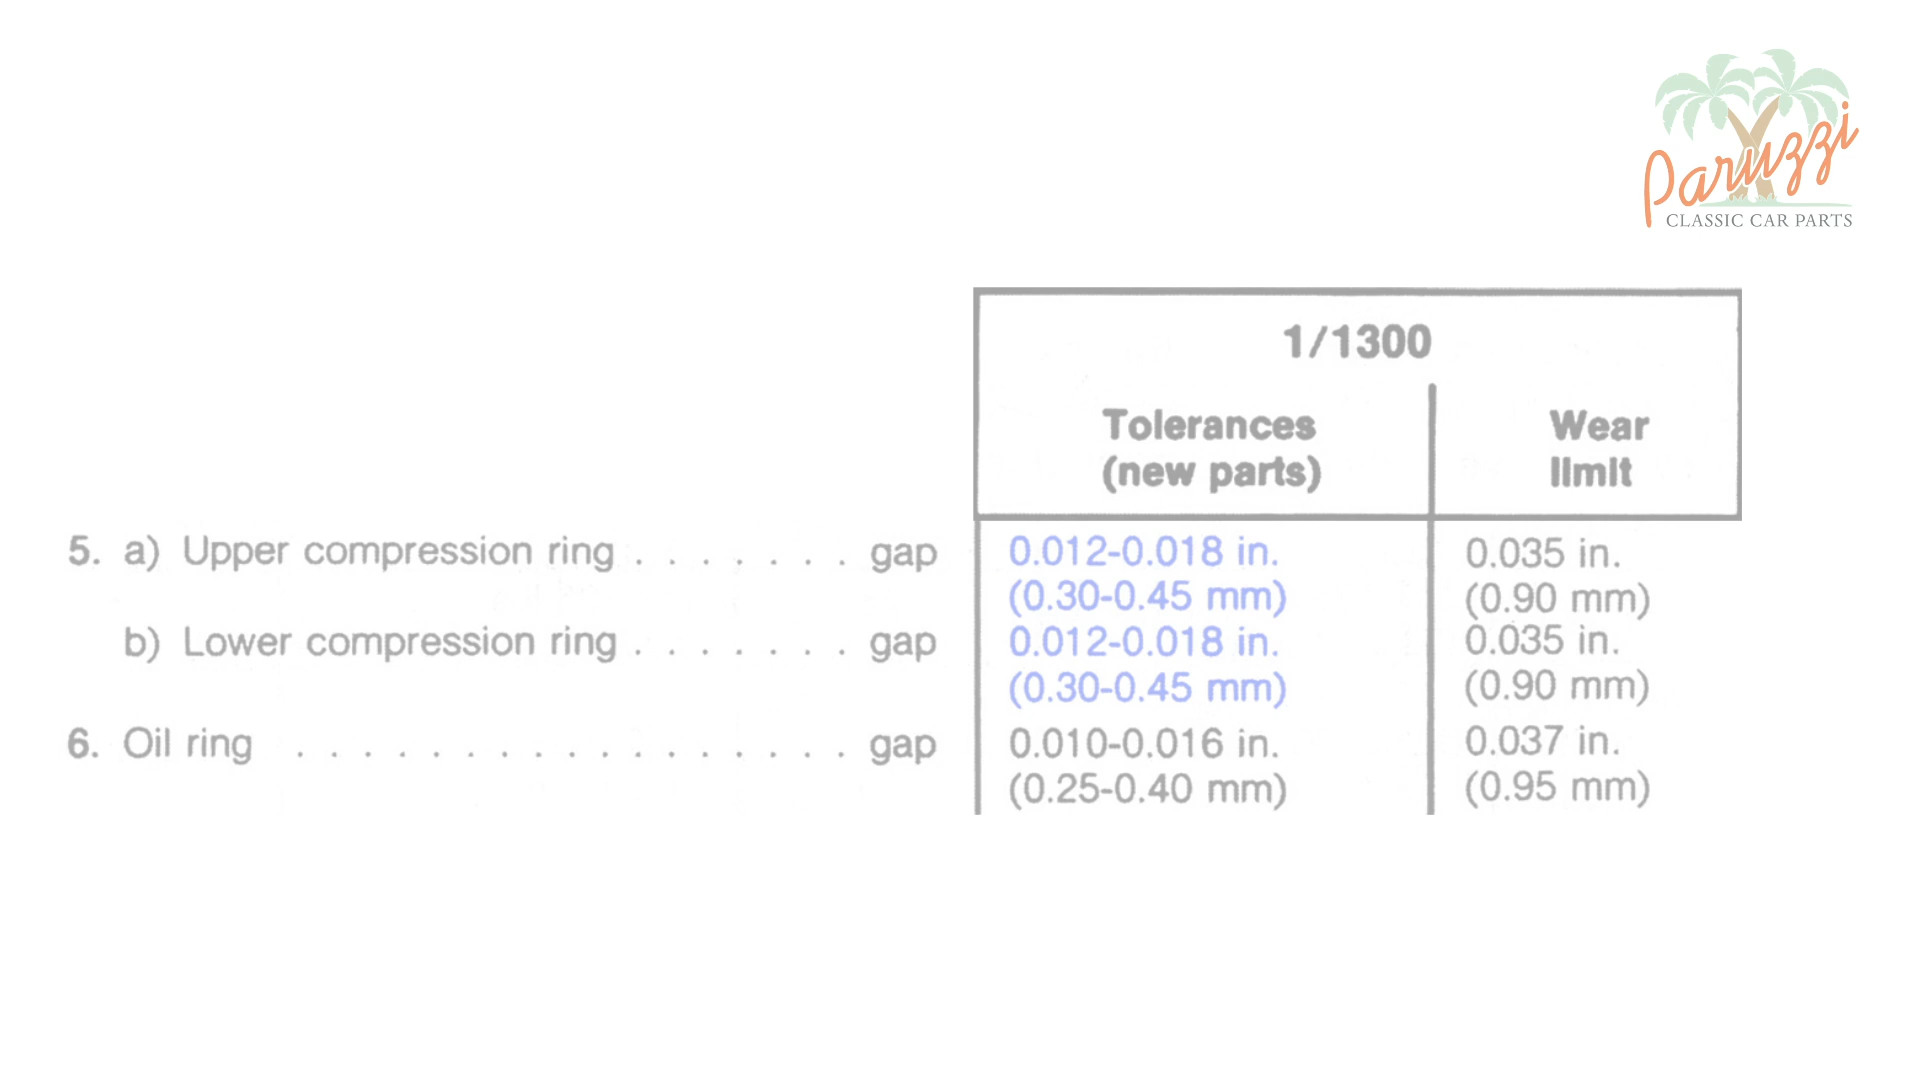 Paruzzi
CLASSIC CAR PARTS
1/1300
Tolerances
(new parts)
Wear
limit
5. a) Upper compression ring . . . . . . . gap 0.012-0.018 in. 0.035 in.
(0.30-0.45 mm) (0.90 mm)
b) Lower compression ring . . . . . . . gap 0.012-0.018 in. 0.035 in.
(0.30-0.45 mm) (0.90 mm)
6. Oil ring . . . . . . . . . . . . . . . . . gap 0.010-0.016 in. 0.037 in.
(0.25-0.40 mm) (0.95 mm)